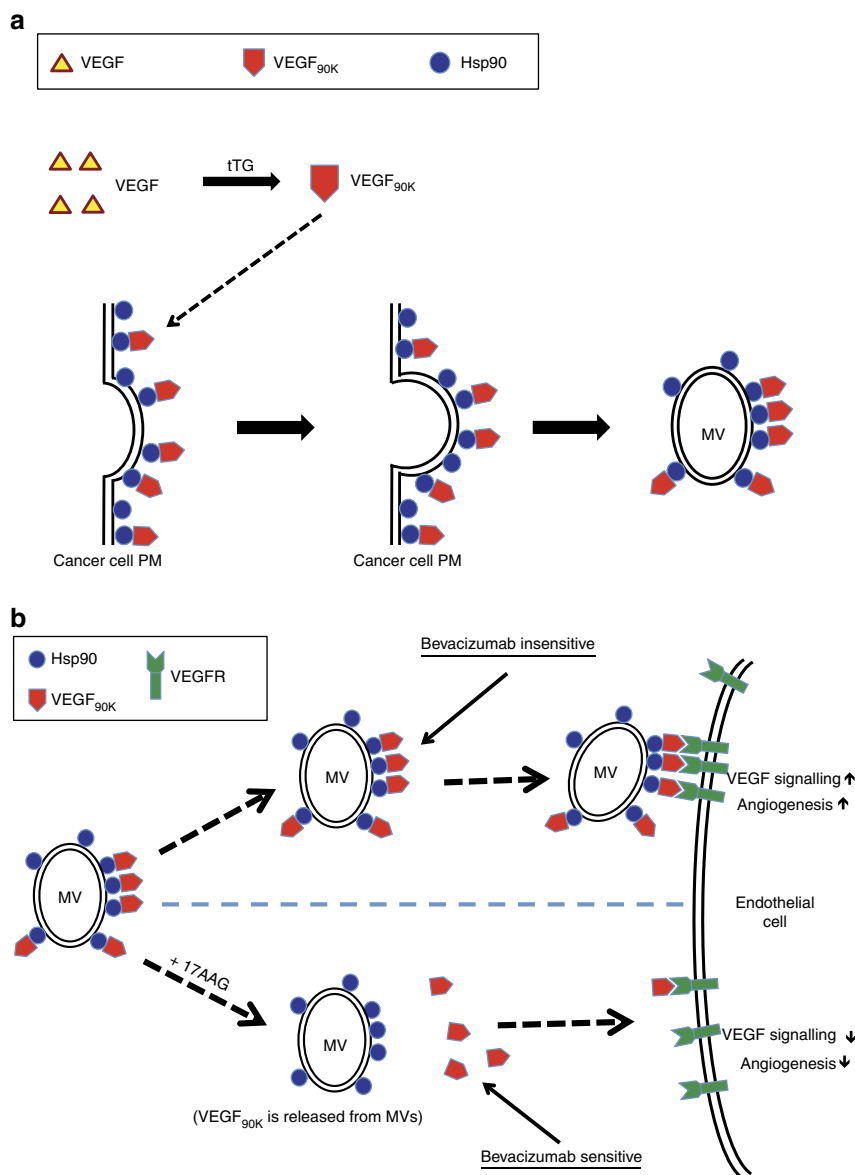 a
VEGF
VEGF90K
Hsp90
VEGF
tTG
VEGF90K
Cancer cell PM
Cancer cell PM
MV
b
Hsp90
VEGF90K
VEGFR
Bevacizumab insensitive
MV
MV
VEGF signalling ↑
Angiogenesis ↑
MV
Endothelial
cell
+ 17AAG
MV
VEGF signalling ↓
Angiogenesis ↓
(VEGF90K is released from MVs)
Bevacizumab sensitive